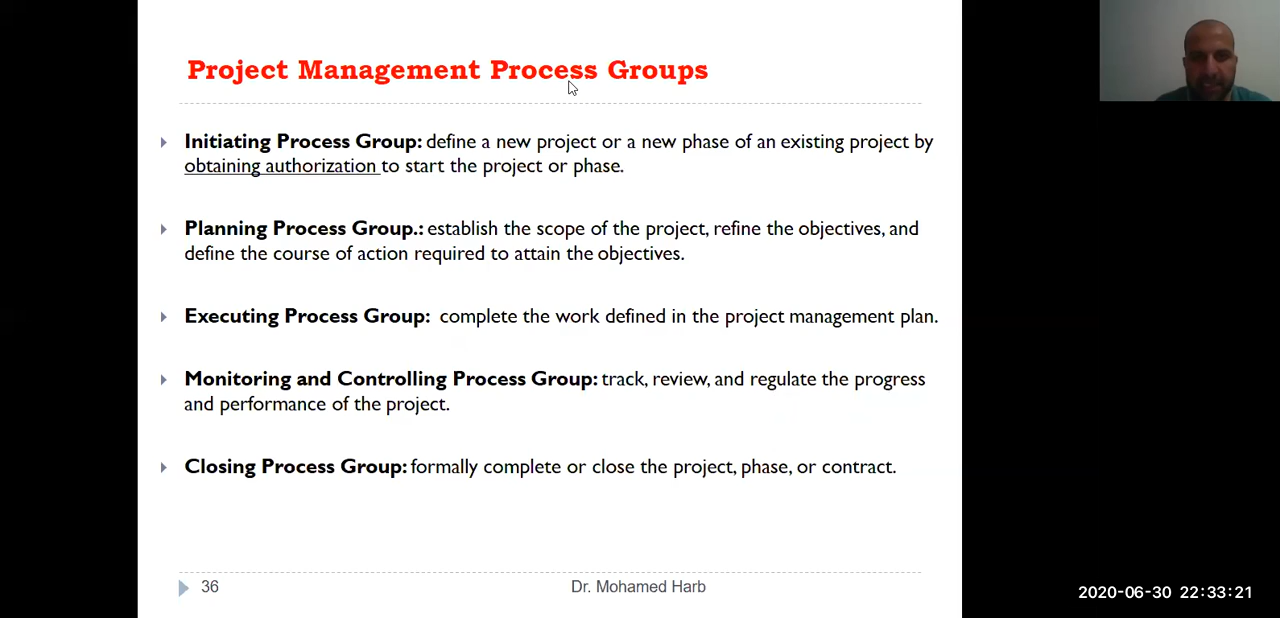 Project Management Process Groups
Initiating Process Group: define a new project or a new phase of an existing project by
obtaining authorization to start the project or phase.
Planning Process Group.: establish the scope of the project, refine the objectives, and
define the course of action required to attain the objectives.
Executing Process Group: complete the work defined in the project management plan.
Monitoring and Controlling Process Group: track, review, and regulate the progress
and performance of the project.
Closing Process Group: formally complete or close the project, phase, or contract.
36
Dr. Mohamed Harb
2020-06-30 22:33:21